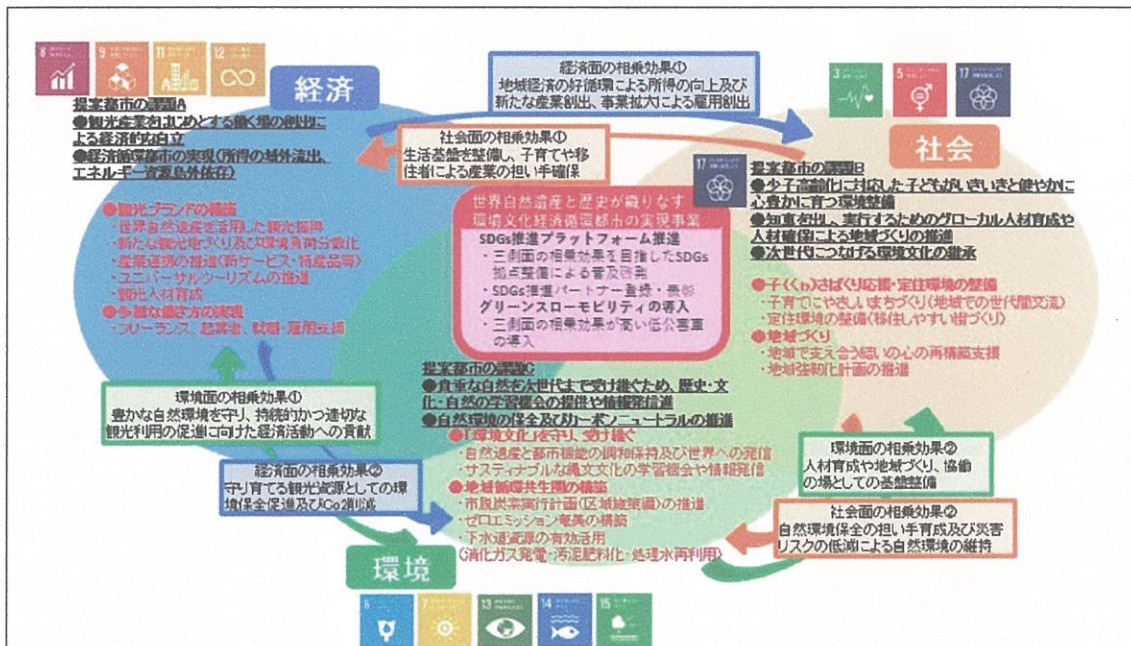 8
9
11
12
経済
提案都市の課題A
●観光産業をはじめとする働く場の創出に
よる経済的な自立
●経済循環都市の実現(所得の域外流出、
エネルギー資源島外依存)
●観光ブランドの構築
・世界自然遺産を活用した観光振興
・新たな観光地づくり及び環境負荷分散化
・産業連携の推進(新サービス・特産品等)
・ユニバーサルツーリズムの推進
・観光人材育成
●多様な働き方の実現
・フリーランス、起業者、就職・雇用支援
経済面の相乗効果①
地域経済の好循環による所得の向上及び
新たな産業創出、事業拡大による雇用創出
社会面の相乗効果①
生活基盤を整備し、子育てや移
住者による産業の担い手確保
3
5
17
社会
提案都市の課題B
●少子高齢化に対応した子どもがいきいきと健やかに
心豊かに育つ環境整備
●知恵を出し、実行するためのグローカル人材育成や
人材確保による地域づくりの推進
●次世代につなげる環境文化の継承
●子(くゎ)さばくり応援・定住環境の整備
・子育てにやさしいまちづくり(地域での世代間交流)
・定住環境の整備(移住しやすい街づくり)
●地域づくり
・地域で支え合う結いの心の再構築支援
・地域強靭化計画の推進
17
世界自然遺産と歴史が織りなす
環境文化経済循環都市の実現事業
SDGs推進プラットフォーム推進
・三側面の相乗効果を目指したSDGs
拠点整備による普及啓発
・SDGs推進パートナー登録・表彰
グリーンスローモビリティの導入
・三側面の相乗効果が高い低公害車
の導入
提案都市の課題C
●貴重な自然を次世代まで受け継ぐため、歴史・文
化・自然の学習機会の提供や情報発信進
●自然環境の保全及びカーボンニュートラルの推進
●「環境文化」を守り、受け継ぐ
・自然遺産と都市機能の調和保持及び世界への発信
・サスティナブルな縄文文化の学習機会や情報発信
●地域循環共生圏の構築
・市脱炭素実行計画(区域施策編)の推進
・ゼロエミッション奄美の構築
・下水道資源の有効活用
(消化ガス発電・汚泥肥料化・処理水再利用)
環境面の相乗効果①
豊かな自然環境を守り、持続的かつ適切な
観光利用の促進に向けた経済活動への貢献
経済面の相乗効果②
守り育てる観光資源としての環
境保全促進及びCo2削減
環境面の相乗効果②
人材育成や地域づくり、協働
の場としての基盤整備
社会面の相乗効果②
自然環境保全の担い手育成及び災害
リスクの低減による自然環境の維持
環境
6
7
13
14
15